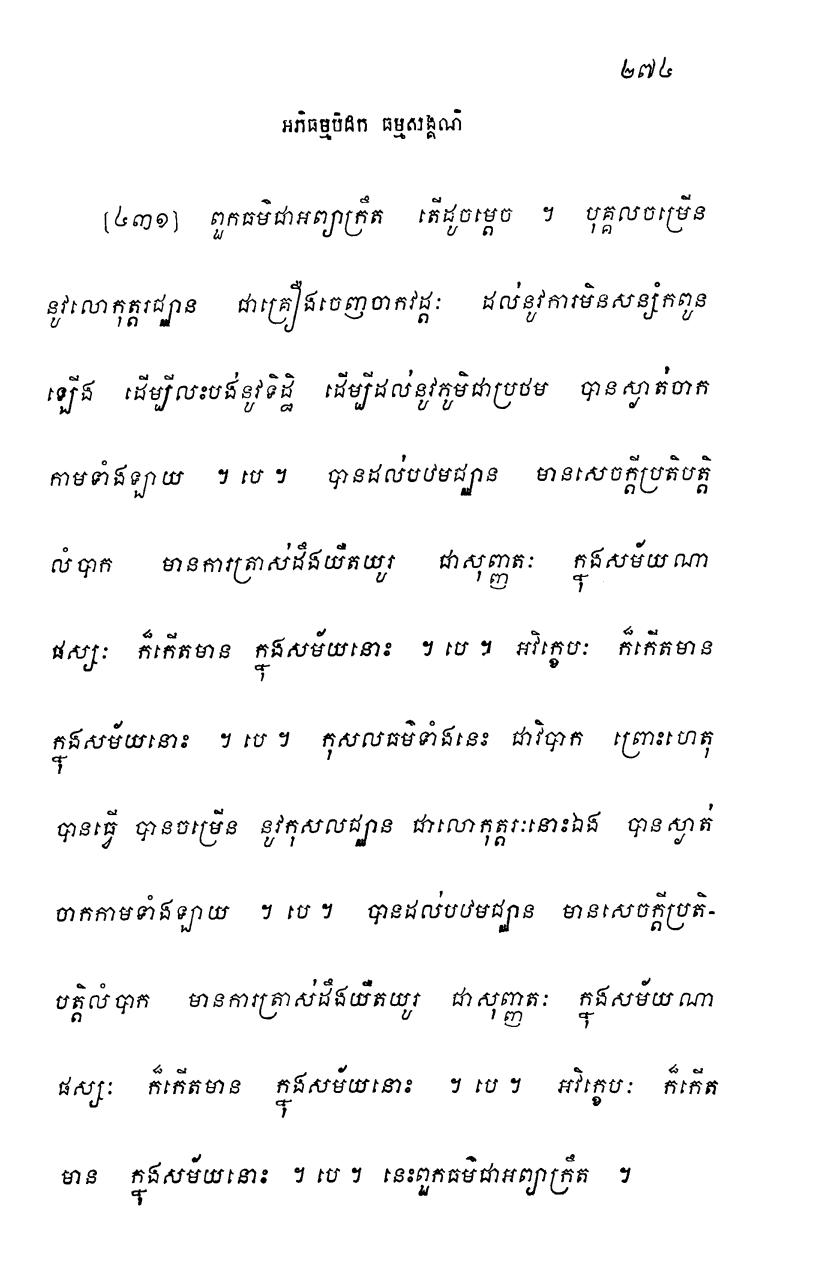 ២៧៤
អភិធម្មបិដក ធម្មសង្គណិ
[៤៣១] ពួកធម៌ជាអព្យាក្រឹត តើដូចម្តេច ។ បុគ្គលចម្រើន
នូវលោកុត្តរជ្ឈាន ជាគ្រឿងចេញចាកវដ្តៈ ដល់នូវការមិនសន្សំកពូន
ឡើង ដើម្បីលះបង់នូវទិដ្ឋិ ដើម្បីដល់នូវភូមិជាប្រថម បានស្ងាត់ចាក
កាមទាំងឡាយ ។ បេ ។ បានដល់បឋមជ្ឈាន មានសេចក្តីប្រតិបត្តិ
លំបាក មានការត្រាស់ដឹងយឺតយូរ ជាសុញ្ញតៈ ក្នុងសម័យណា
ផស្សៈ ក៏កើតមាន ក្នុងសម័យនោះ ។ បេ ។ អវិក្ខេបៈ ក៏កើតមាន
ក្នុងសម័យនោះ ។ បេ ។ កុសលធម៌ទាំងនេះ ជាវិបាក ព្រោះហេតុ
បានធ្វើ បានចម្រើន នូវកុសលជ្ឈាន ជាលោកុត្តរៈនោះឯង បានស្ងាត់
ចាកកាមទាំងឡាយ ។ បេ ។ បានដល់បឋមជ្ឈាន មានសេចក្តីប្រតិ-
បត្តិលំបាក មានការត្រាស់ដឹងយឺតយូរ ជាសុញ្ញតៈ ក្នុងសម័យណា
ផស្សៈ ក៏កើតមាន ក្នុងសម័យនោះ ។ បេ ។ អវិក្ខេបៈ ក៏កើត
មាន ក្នុងសម័យនោះ ។ បេ ។ នេះពួកធម៌ជាអព្យាក្រឹត ។